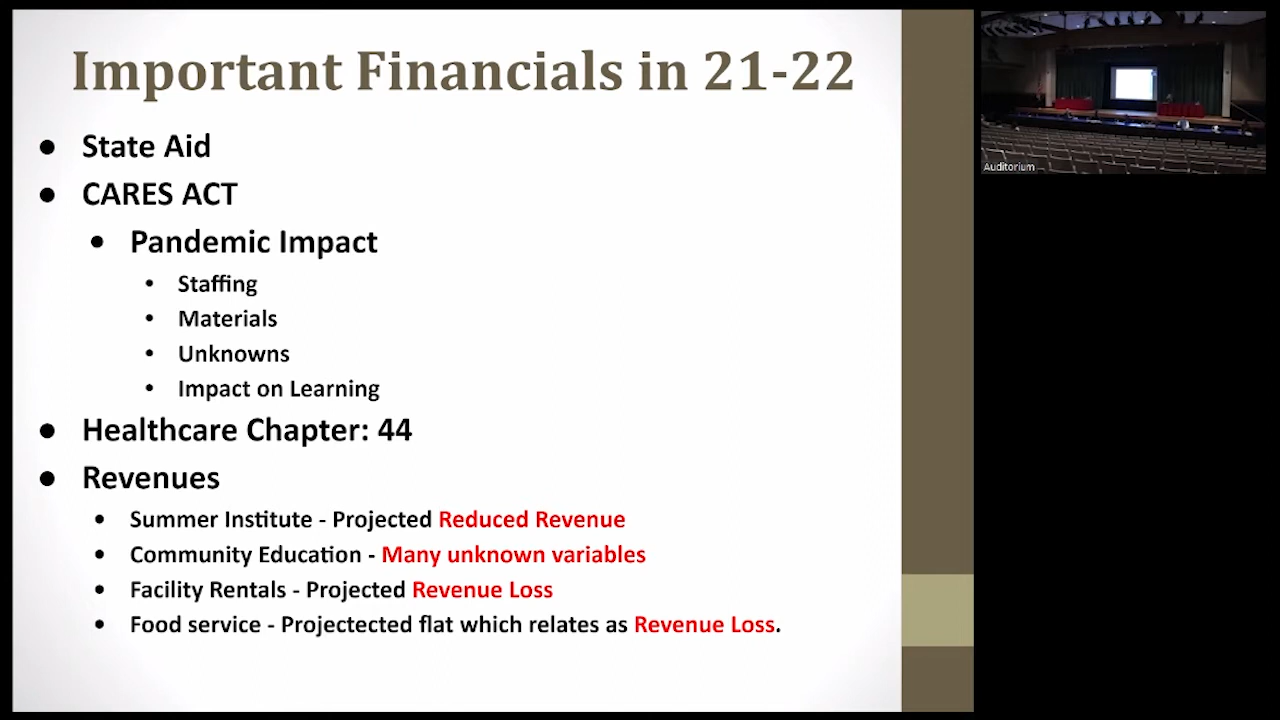 Important Financials in 21-22
● State Aid
● CARES ACT
● Pandemic Impact
• Staffing
• Materials
• Unknowns
• Impact on Learning
● Healthcare Chapter: 44
● Revenues
• Summer Institute - Projected Reduced Revenue
• Community Education - Many unknown variables
• Facility Rentals - Projected Revenue Loss
• Food service - Projectected flat which relates as Revenue Loss.
Auditorium